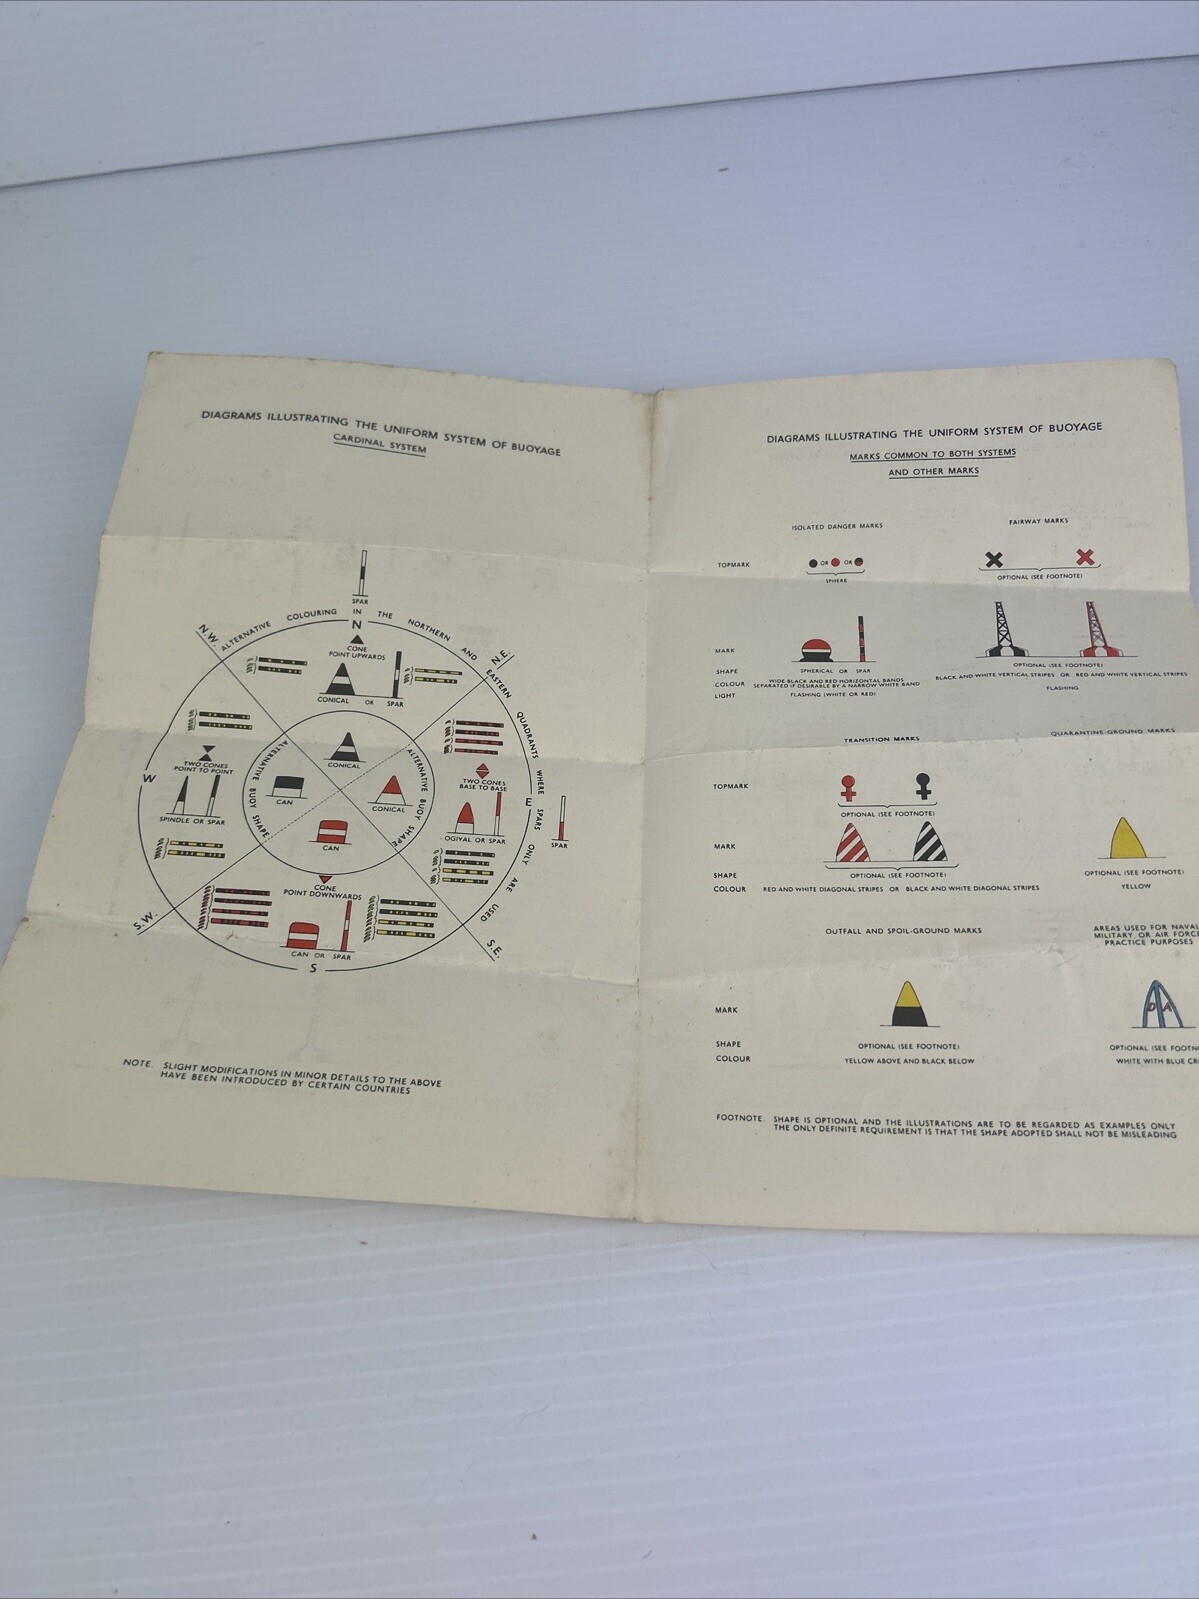 DIAGRAMS ILLUSTRATING THE UNIFORM SYSTEM OF BUOYAGE
CARDINAL SYSTEM
SPAR
ALTERNATIVE COLOURING IN THE NORTHERN AND EASTERN QUADRANTS WHERE SPARS ONLY ARE USED
N.W.
N
N.E.
CONE
POINT UPWARDS
CONICAL OR SPAR
W
TWO CONES
POINT TO POINT
SPINDLE OR SPAR
ALTERNATIVE BUOY SHAPE
CONICAL
CAN
CONICAL
CAN
ALTERNATIVE BUOY SHAPE
TWO CONES
BASE TO BASE
OGIVAL OR SPAR
E
SPAR
CONE
POINT DOWNWARDS
CAN OR SPAR
S.W.
S
S.E.
NOTE. SLIGHT MODIFICATIONS IN MINOR DETAILS TO THE ABOVE
HAVE BEEN INTRODUCED BY CERTAIN COUNTRIES
DIAGRAMS ILLUSTRATING THE UNIFORM SYSTEM OF BUOYAGE
MARKS COMMON TO BOTH SYSTEMS
AND OTHER MARKS
ISOLATED DANGER MARKS
FAIRWAY MARKS
TOPMARK
OR OR
SPHERE
OPTIONAL (SEE FOOTNOTE)
MARK
SHAPE
SPHERICAL OR SPAR
OPTIONAL (SEE FOOTNOTE)
COLOUR
WIDE BLACK AND RED HORIZONTAL BANDS
SEPARATED IF DESIRABLE BY A NARROW WHITE BAND
BLACK AND WHITE VERTICAL STRIPES OR RED AND WHITE VERTICAL STRIPES
LIGHT
FLASHING (WHITE OR RED)
FLASHING
TRANSITION MARKS
QUARANTINE-GROUND MARKS
TOPMARK
OPTIONAL (SEE FOOTNOTE)
MARK
SHAPE
OPTIONAL (SEE FOOTNOTE)
OPTIONAL (SEE FOOTNOTE)
COLOUR
RED AND WHITE DIAGONAL STRIPES OR BLACK AND WHITE DIAGONAL STRIPES
YELLOW
OUTFALL AND SPOIL-GROUND MARKS
AREAS USED FOR NAVAL
MILITARY OR AIR FORCE
PRACTICE PURPOSES
MARK
D A
SHAPE
OPTIONAL (SEE FOOTNOTE)
OPTIONAL (SEE FOOTN
COLOUR
YELLOW ABOVE AND BLACK BELOW
WHITE WITH BLUE CR
FOOTNOTE. SHAPE IS OPTIONAL AND THE ILLUSTRATIONS ARE TO BE REGARDED AS EXAMPLES ONLY
THE ONLY DEFINITE REQUIREMENT IS THAT THE SHAPE ADOPTED SHALL NOT BE MISLEADING